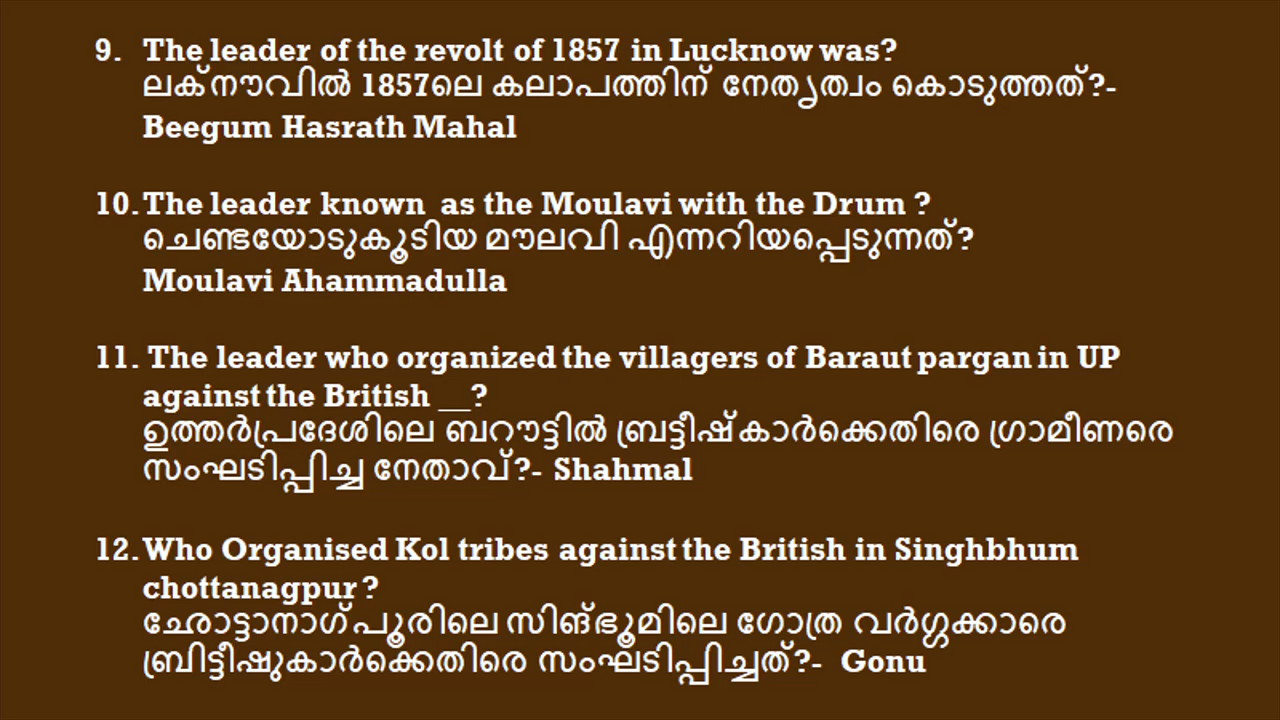 9. The leader of the revolt of 1857 in Lucknow was?
ലക്നൗവിൽ 1857ലെ കലാപത്തിന് നേതൃത്വം കൊടുത്തത്?-
Beegum Hasrath Mahal
10. The leader known as the Moulavi with the Drum ?
ചെണ്ടയോടുകൂടിയ മൗലവി എന്നറിയപ്പെടുന്നത്?
Moulavi Ahammadulla
11. The leader who organized the villagers of Baraut pargan in UP
against the British __?
ഉത്തർപ്രദേശിലെ ബറൗട്ടിൽ ബ്രട്ടീഷ്കാർക്കെതിരെ ഗ്രാമീണരെ
സംഘടിപ്പിച്ച നേതാവ്?- Shahmal
12. Who Organised Kol tribes against the British in Singhbhum
chottanagpur ?
ഛോട്ടാനാഗ്പൂരിലെ സിങ്ഭൂമിലെ ഗോത്ര വർഗ്ഗക്കാരെ
ബ്രിട്ടീഷുകാർക്കെതിരെ സംഘടിപ്പിച്ചത്?- Gonu